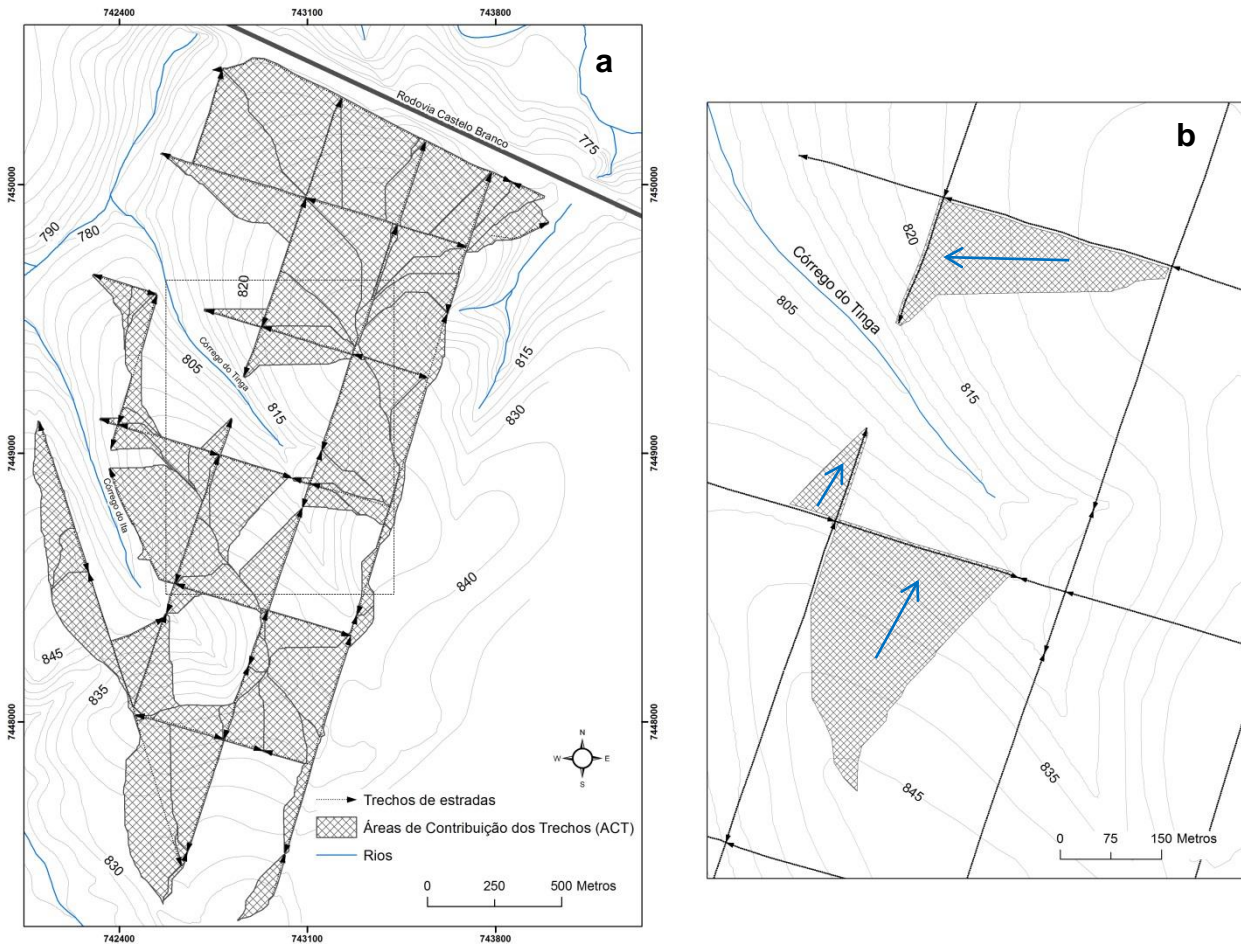 742400 743100 743800
a
Rodovia Castelo Branco
775
7450000 7450000
790
780
820
805
Córrego do Tinga
815
815
830
7449000 7449000
Córrego do Ita
840
845
835
7448000 7448000
N
W E
S
Trechos de estradas
Áreas de Contribuição dos Trechos (ACT)
Rios
830
0 250 500 Metros
742400 743100 743800
b
820
Córrego do Tinga
805
815
835
845
0 75 150 Metros